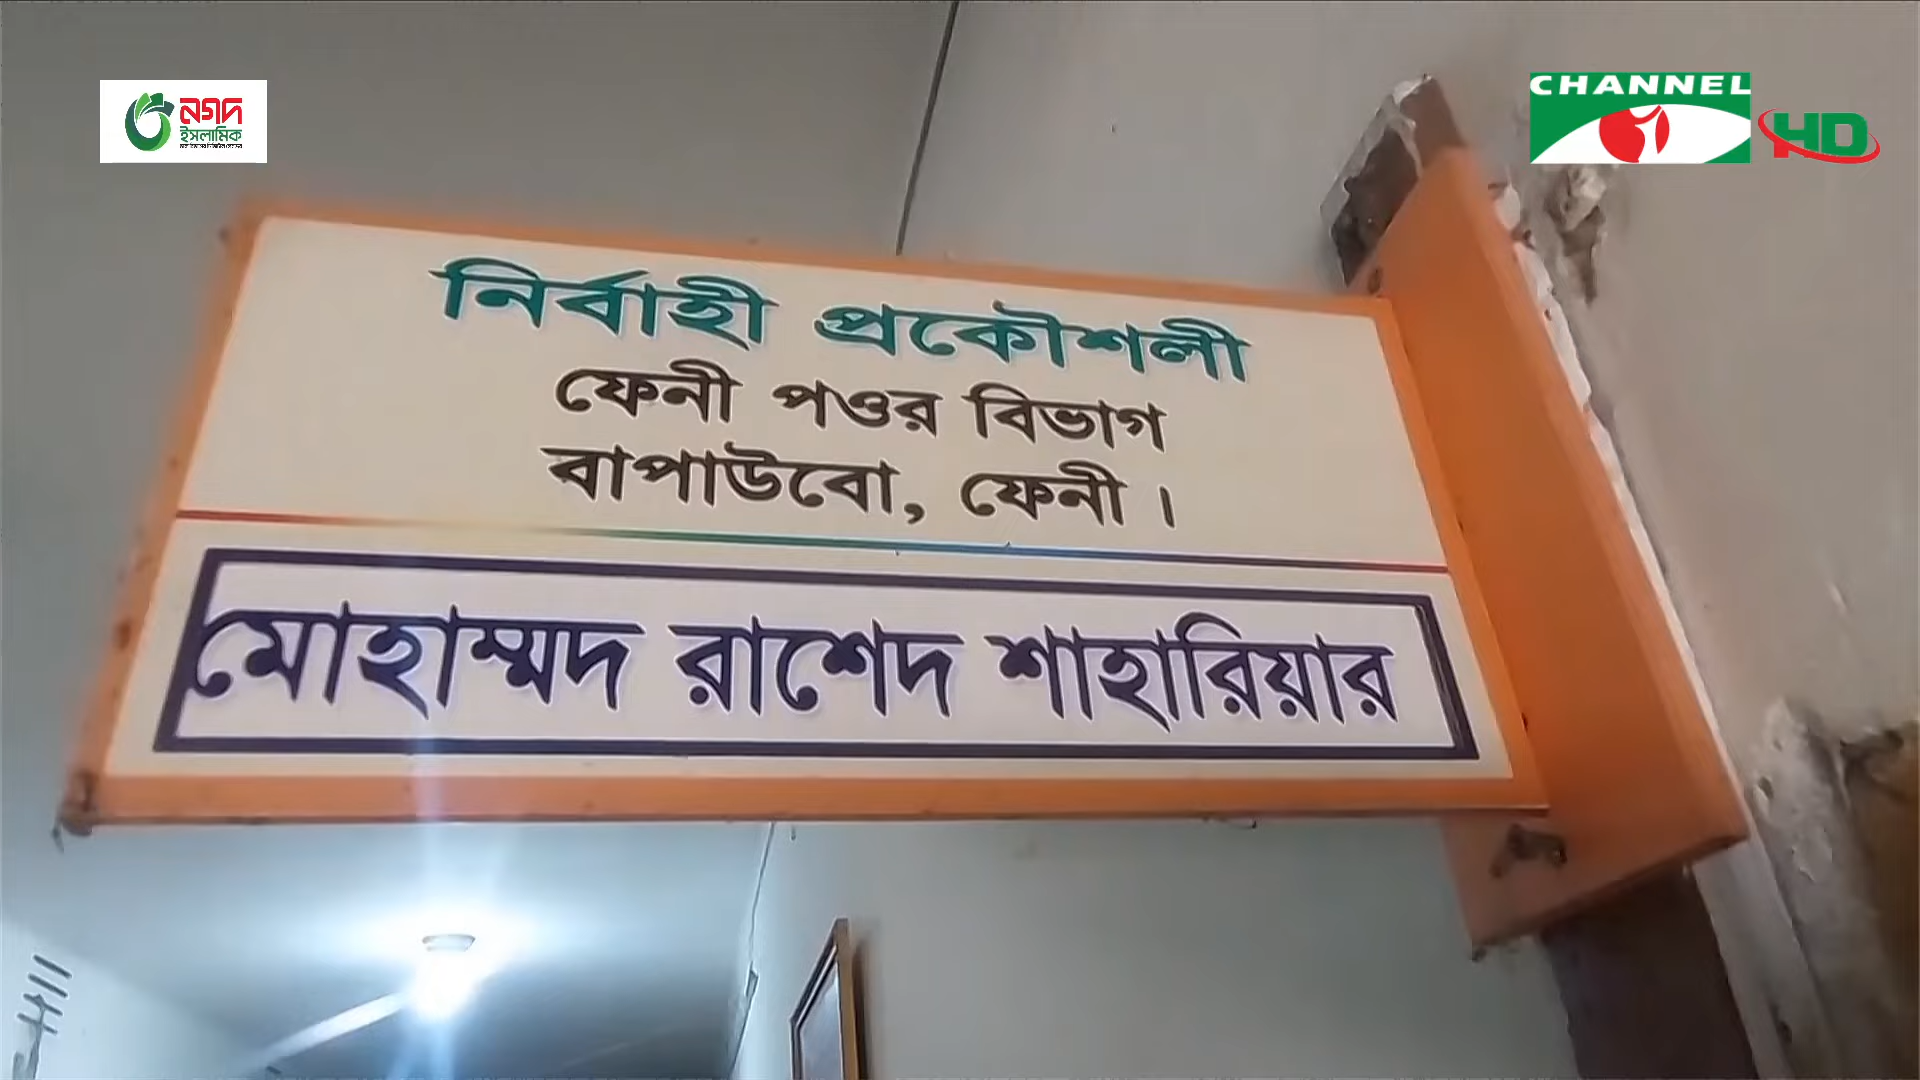 নগদ
ইসলামিক
CHANNEL
HD
নির্বাহী প্রকৌশলী
ফেনী পওর বিভাগ
বাপাউবো, ফেনী।
মোহাম্মদ রাশেদ শাহারিয়ার